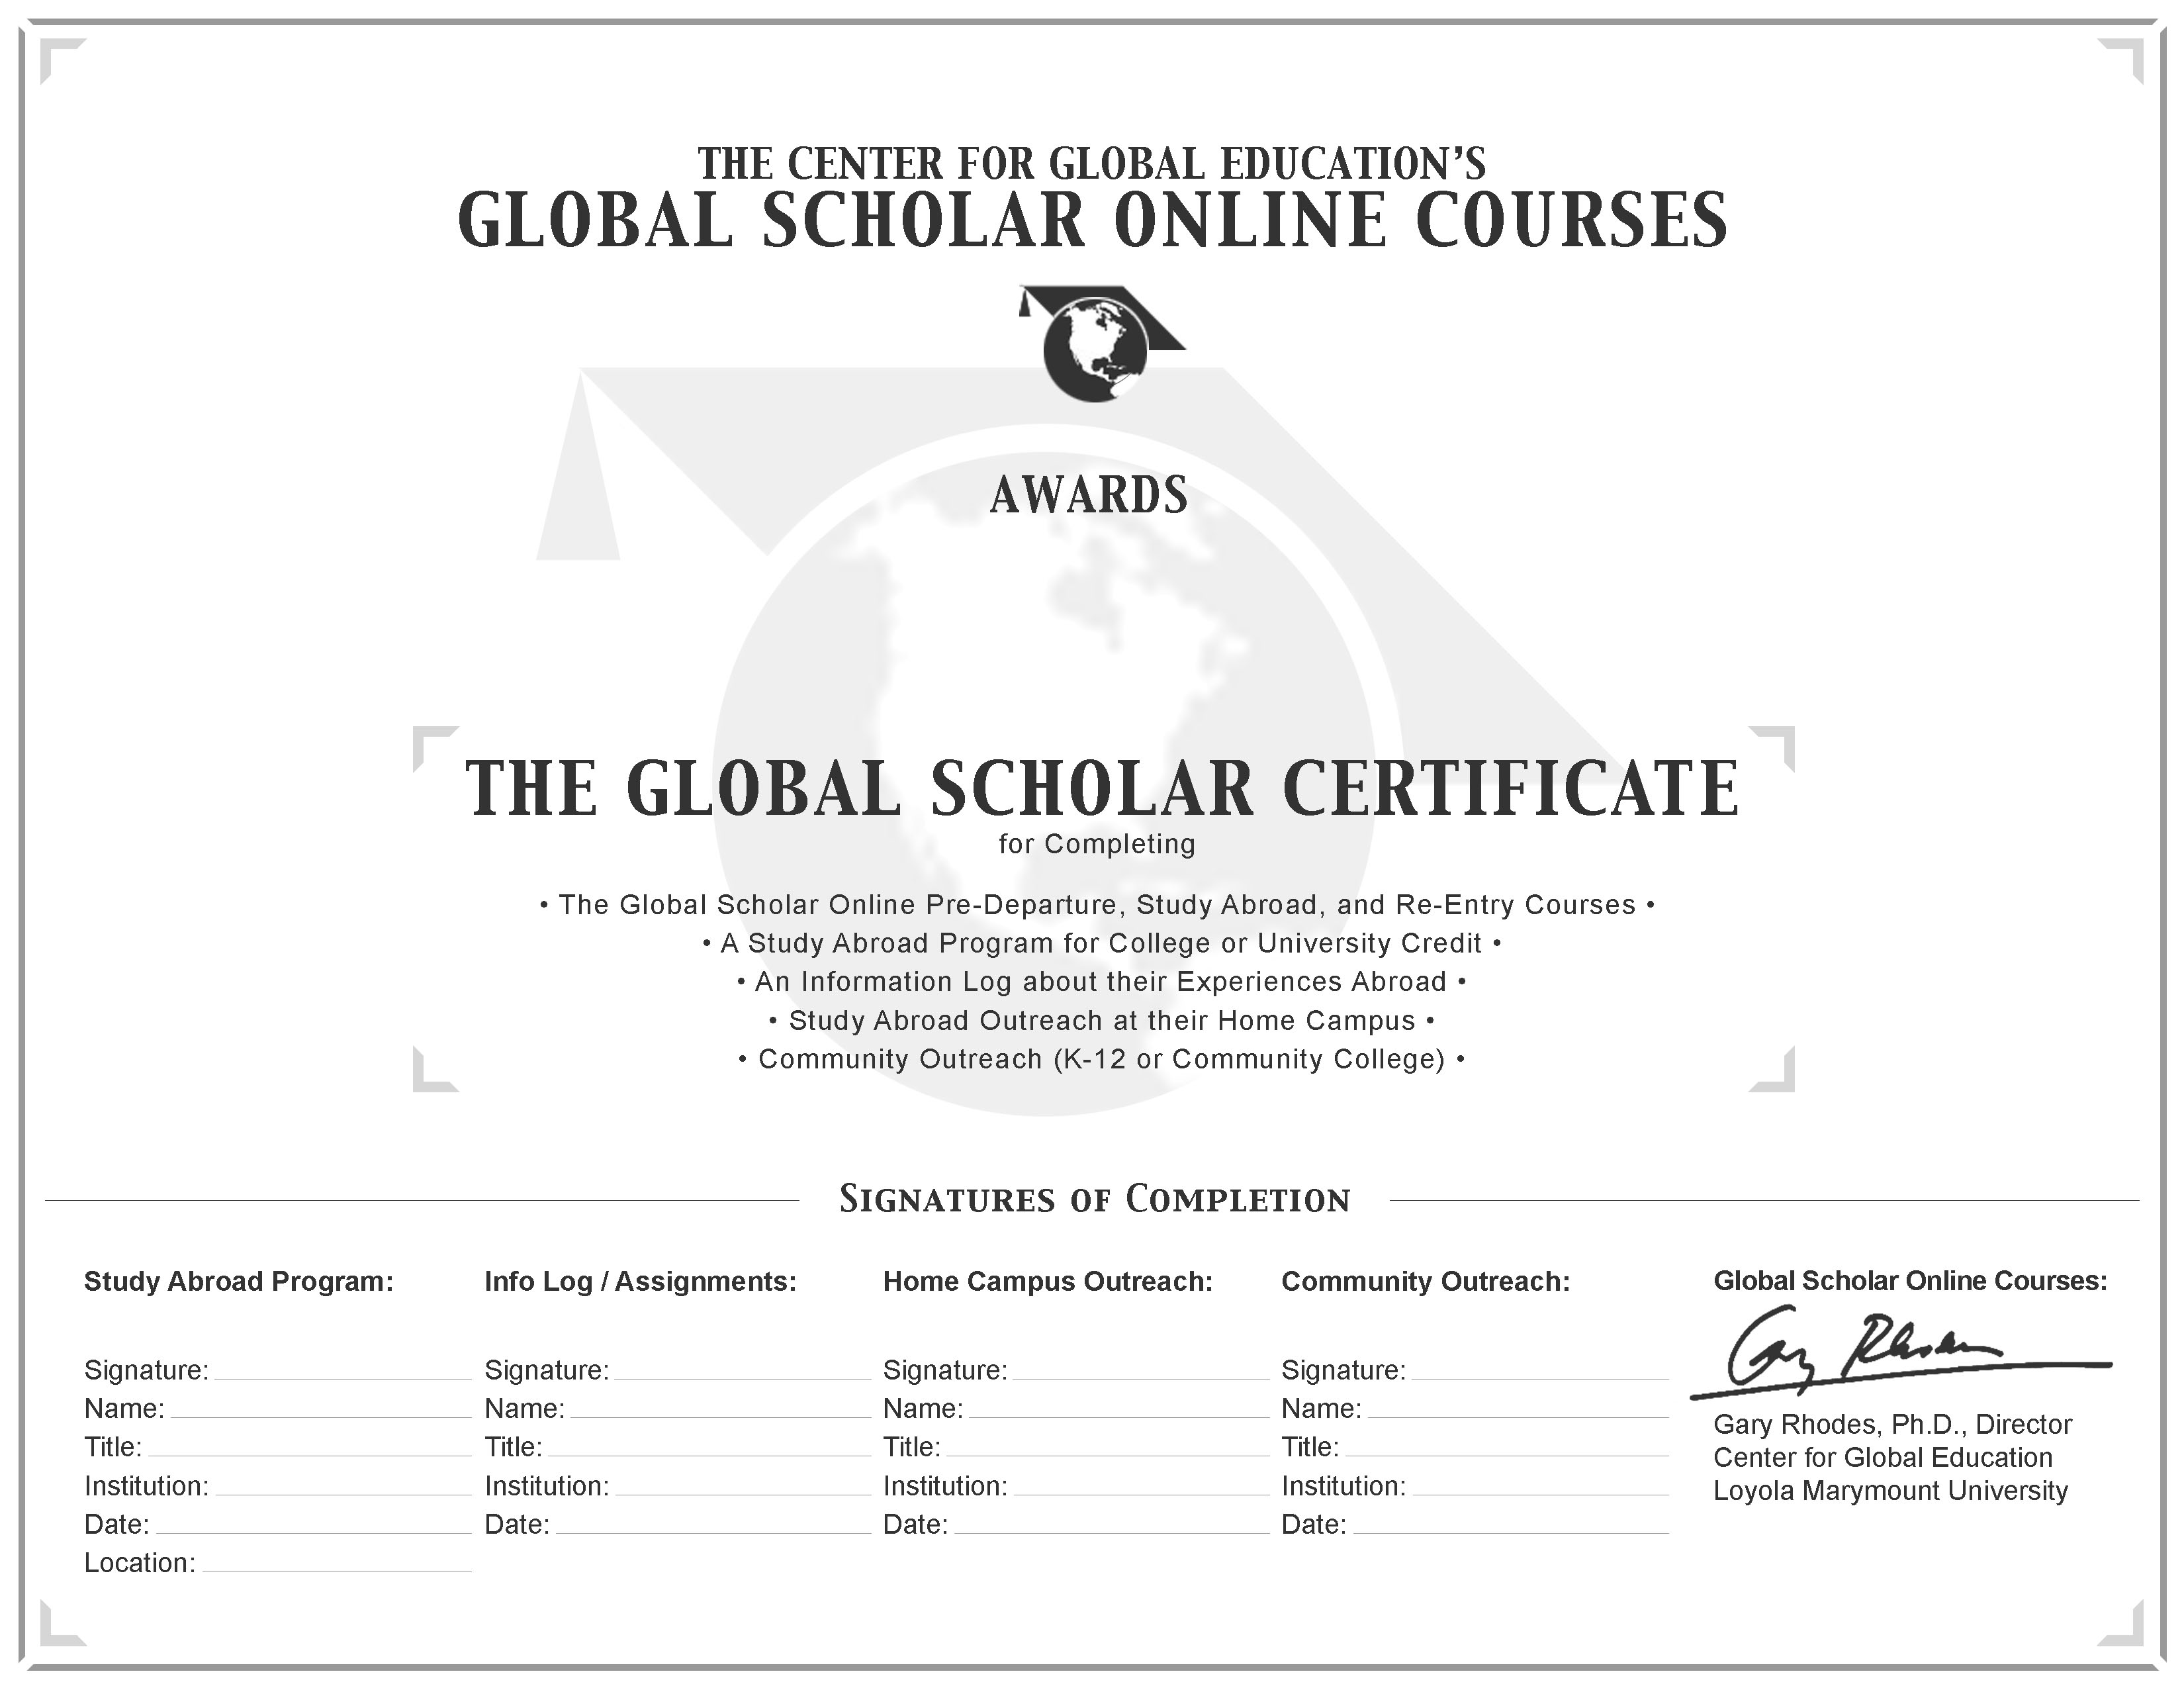 THE CENTER FOR GLOBAL EDUCATION'S
GLOBAL SCHOLAR ONLINE COURSES
AWARDS
THE GLOBAL SCHOLAR CERTIFICATE
for Completing
• The Global Scholar Online Pre-Departure, Study Abroad, and Re-Entry Courses •
• A Study Abroad Program for College or University Credit •
• An Information Log about their Experiences Abroad •
• Study Abroad Outreach at their Home Campus •
• Community Outreach (K-12 or Community College) •
Signatures of Completion
Study Abroad Program:
Signature:
Name:
Title:
Institution:
Date:
Location:
Info Log / Assignments:
Signature:
Name:
Title:
Institution:
Date:
Home Campus Outreach:
Signature:
Name:
Title:
Institution:
Date:
Community Outreach:
Signature:
Name:
Title:
Institution:
Date:
Global Scholar Online Courses:
Gary Rhodes
Gary Rhodes, Ph.D., Director
Center for Global Education
Loyola Marymount University